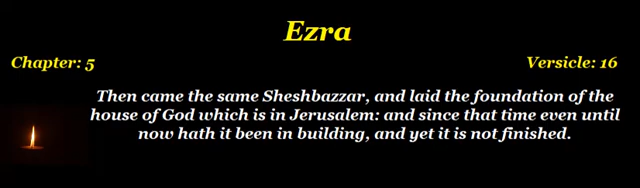 Ezra
Chapter: 5
Versicle: 16
Then came the same Sheshbazzar, and laid the foundation of the
house of God which is in Jerusalem: and since that time even until
now hath it been in building, and yet it is not finished.